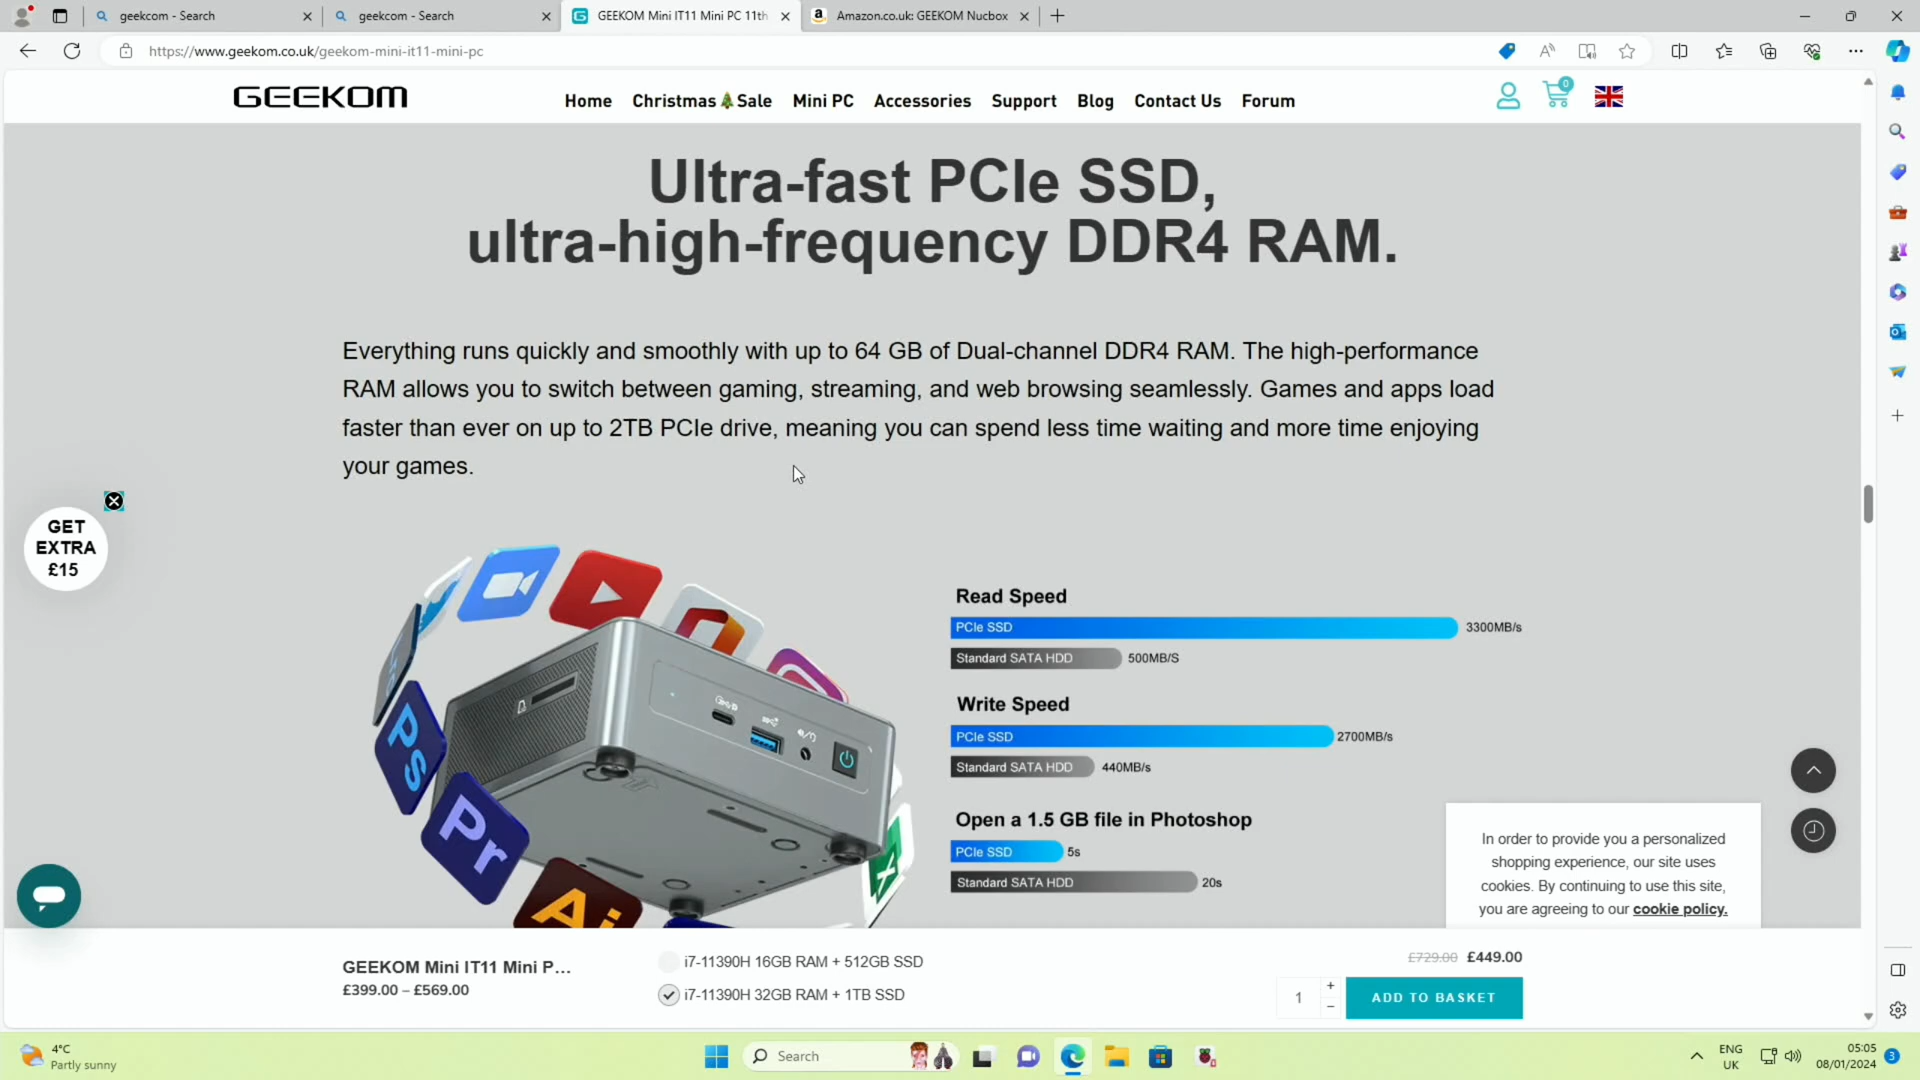 geekcom - Search
geekcom - Search
GEEKOM Mini IT11 Mini PC 11th
Amazon.co.uk: GEEKOM Nucbox
https://www.geekom.co.uk/geekom-mini-it11-mini-pc
GEEKOM
Home Christmas🎄Sale Mini PC Accessories Support Blog Contact Us Forum
0
Ultra-fast PCIe SSD,
ultra-high-frequency DDR4 RAM.
Everything runs quickly and smoothly with up to 64 GB of Dual-channel DDR4 RAM. The high-performance
RAM allows you to switch between gaming, streaming, and web browsing seamlessly. Games and apps load
faster than ever on up to 2TB PCIe drive, meaning you can spend less time waiting and more time enjoying
your games.
GET
EXTRA
£15
Ps
Pr
Ai
Read Speed
PCIe SSD 3300MB/s
Standard SATA HDD 500MB/S
Write Speed
PCIe SSD 2700MB/s
Standard SATA HDD 440MB/s
Open a 1.5 GB file in Photoshop
PCIe SSD 5s
Standard SATA HDD 20s
In order to provide you a personalized
shopping experience, our site uses
cookies. By continuing to use this site,
you are agreeing to our cookie policy.
GEEKOM Mini IT11 Mini P...
£399.00 – £569.00
i7-11390H 16GB RAM + 512GB SSD
i7-11390H 32GB RAM + 1TB SSD
£729.00 £449.00
1 + -
ADD TO BASKET
4°C
Partly sunny
Search
ENG
UK
05:05
08/01/2024
3